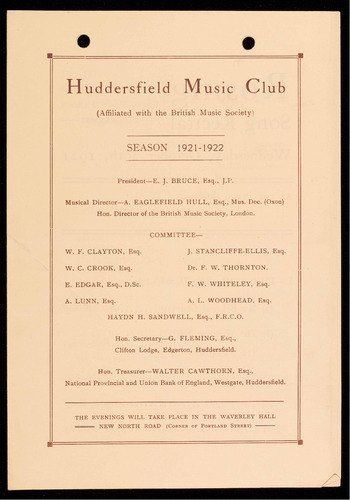 Huddersfield Music Club
(Affiliated with the British Music Society)
SEASON 1921-1922
President—E. J. BRUCE, Esq., J.P.
Musical Director—A. EAGLEFIELD HULL, Esq., Mus. Doc. (Oxon)
Hon. Director of the British Music Society, London.
COMMITTEE—
W. F. CLAYTON, Esq. J. STANCLIFFE-ELLIS, Esq.
W. C. CROOK, Esq. Dr. F. W. THORNTON.
E. EDGAR, Esq., D.Sc. F. W. WHITELEY, Esq.
A. LUNN, Esq. A. L. WOODHEAD, Esq.
HAYDN H. SANDWELL, Esq., F.R.C.O.
Hon. Secretary—G. FLEMING, Esq.,
Clifton Lodge, Edgerton, Huddersfield.
Hon. Treasurer—WALTER CAWTHORN, Esq.,
National Provincial and Union Bank of England, Westgate, Huddersfield.
THE EVENINGS WILL TAKE PLACE IN THE WAVERLEY HALL
NEW NORTH ROAD (CORNER OF PORTLAND STREET)